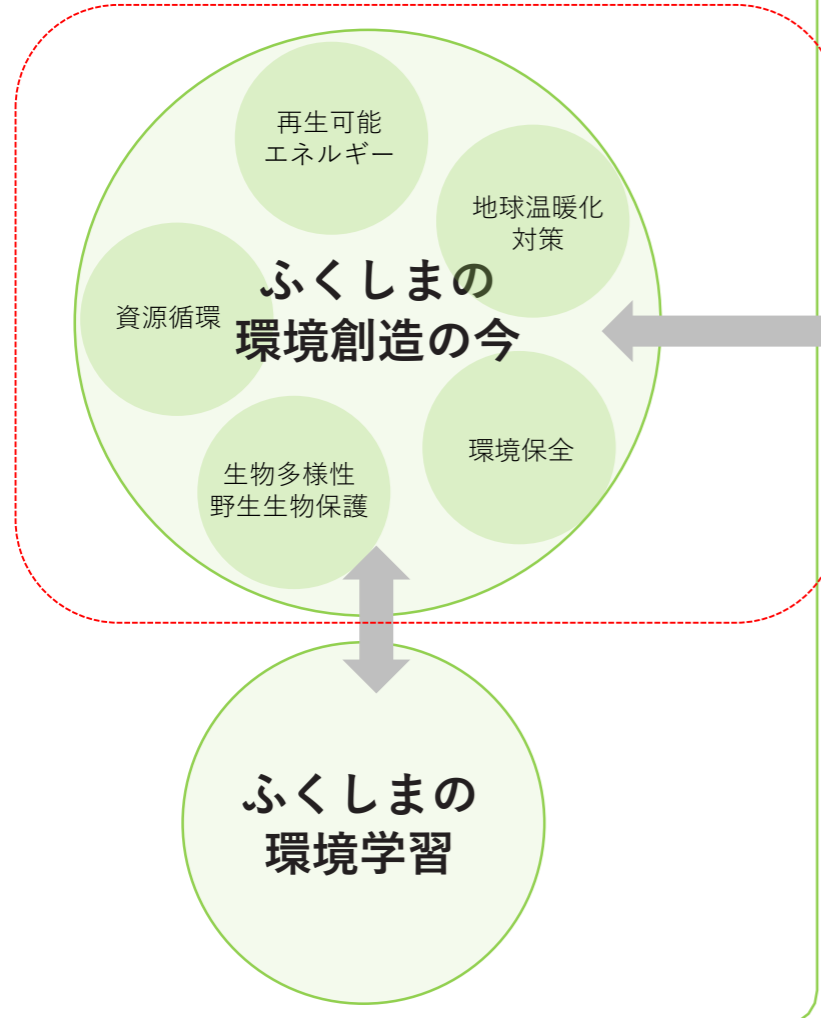 再生可能
エネルギー
地球温暖化
対策
ふくしまの
環境創造の今
資源循環
環境保全
生物多様性
野生生物保護
ふくしまの
環境学習